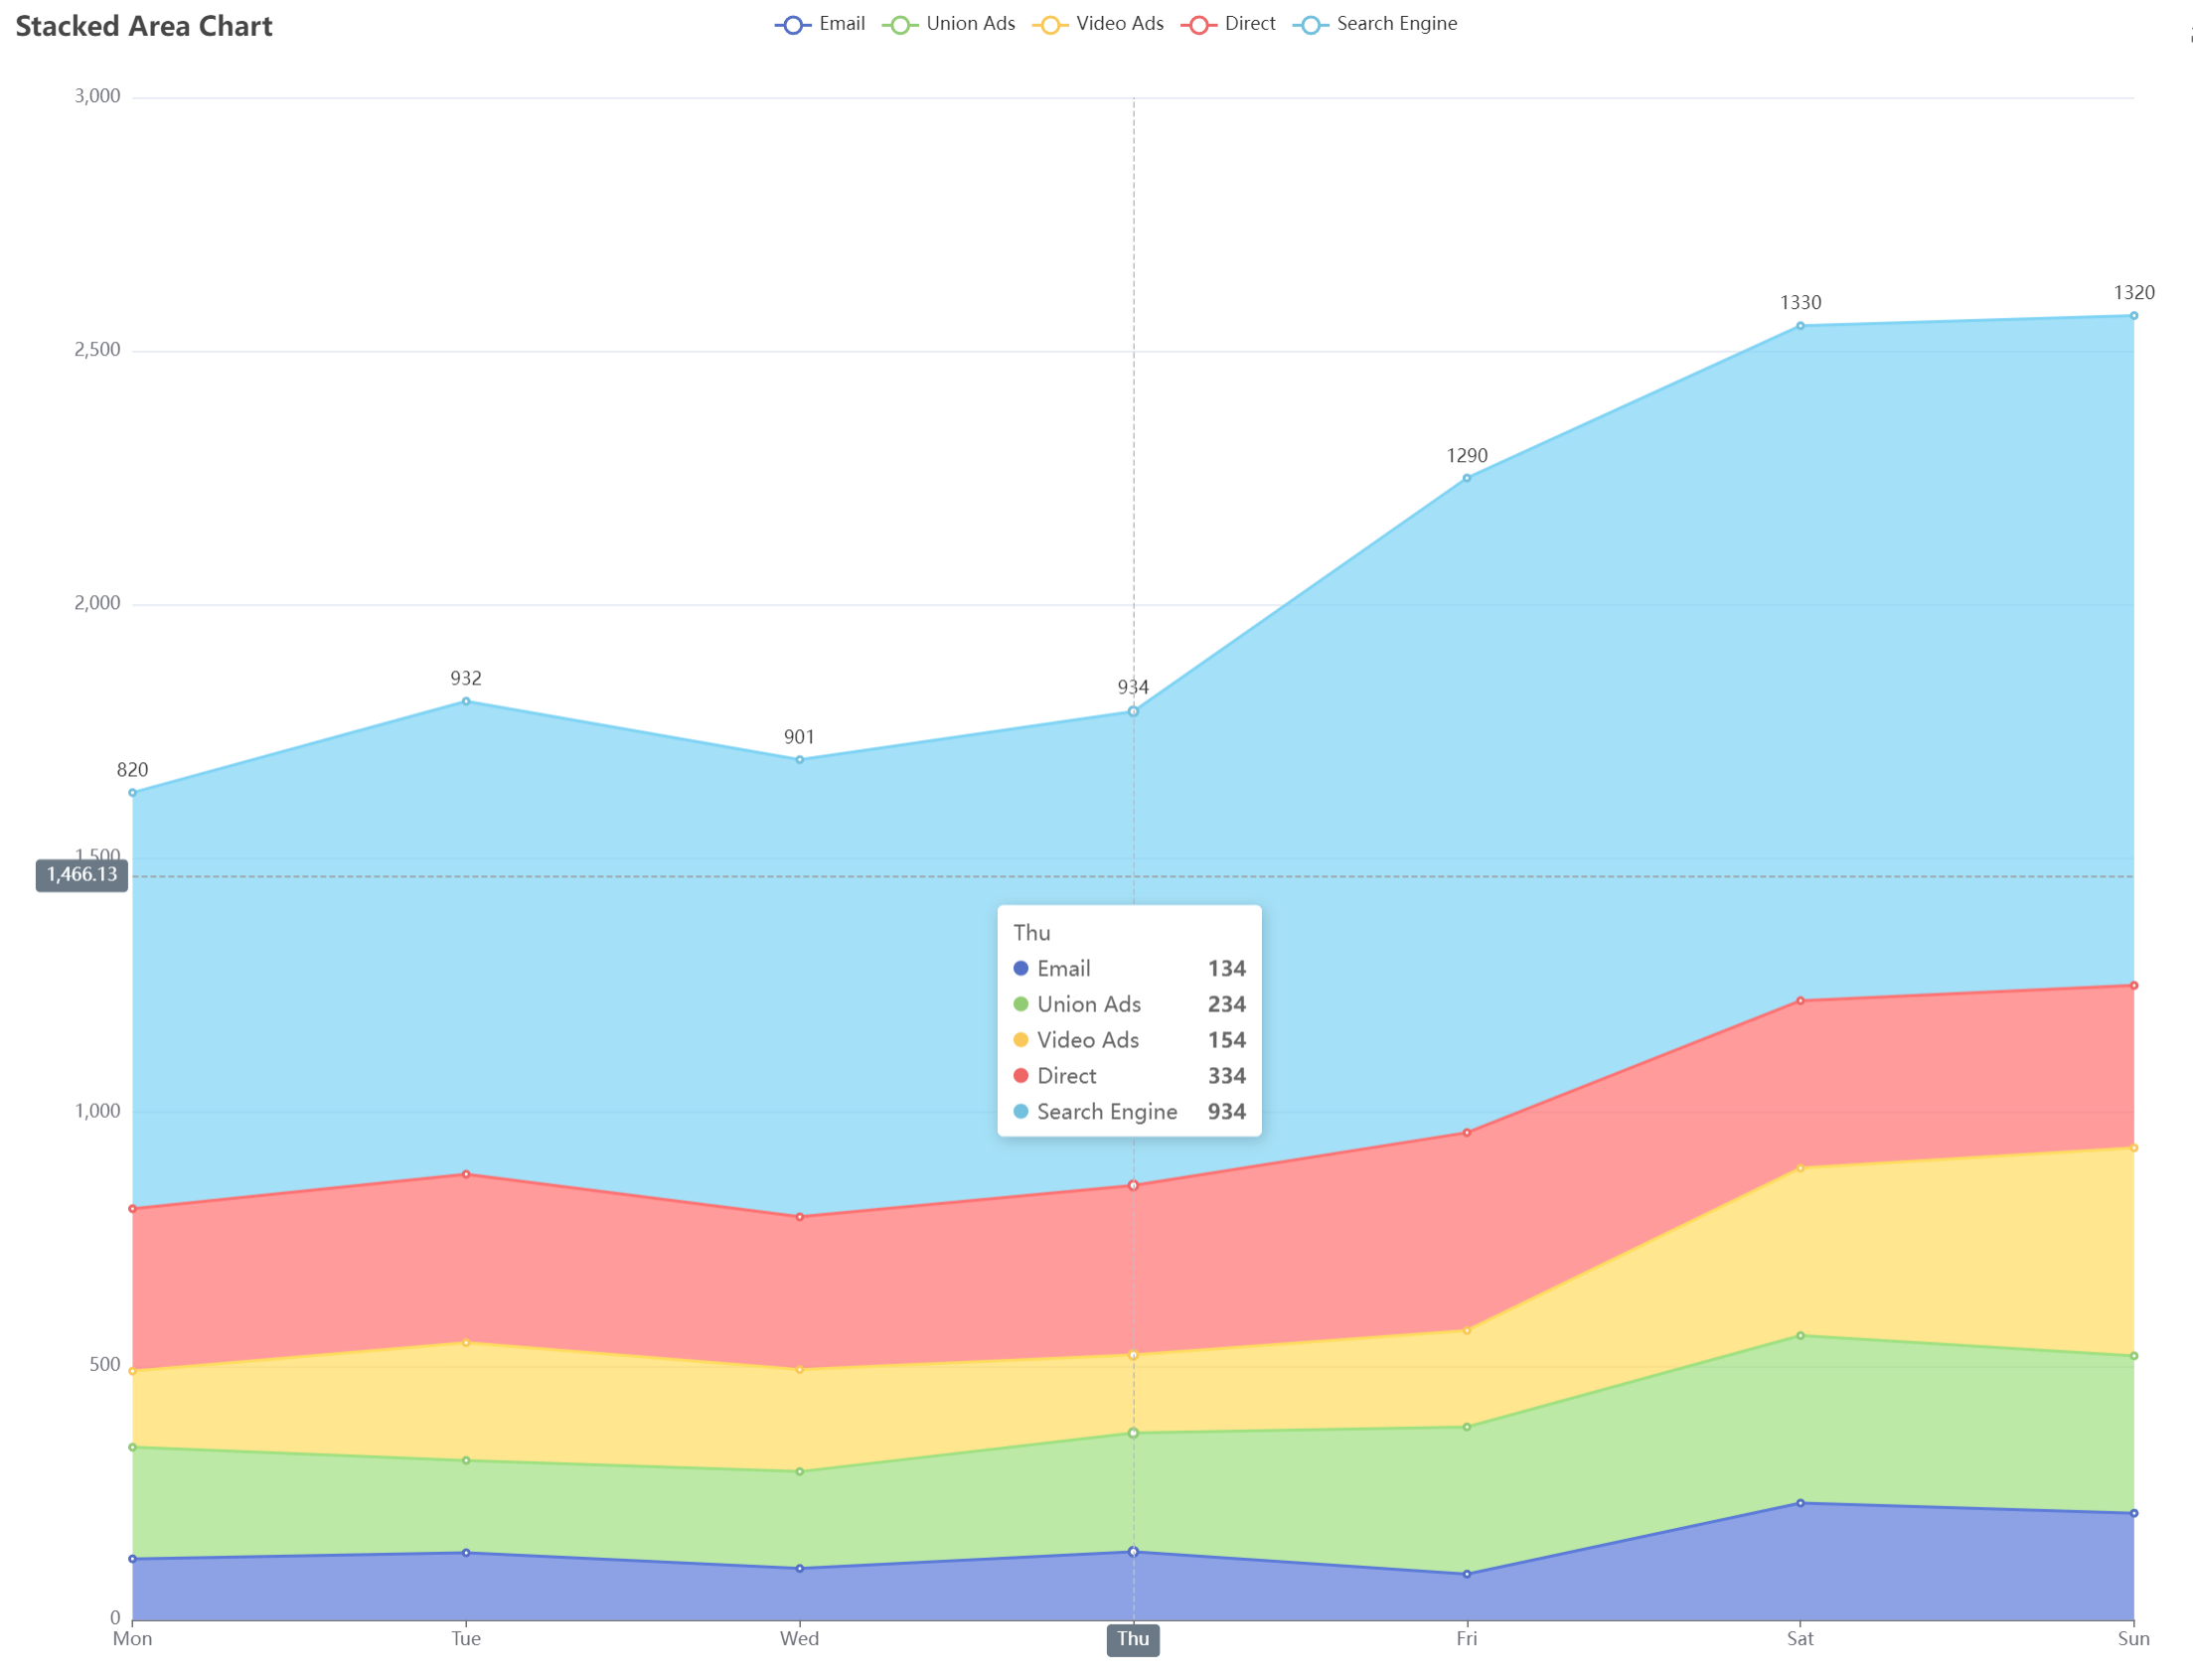 Stacked Area Chart
Email Union Ads Video Ads Direct Search Engine
3,000
2,500
2,000
1,500
1,466.13
1,000
500
0
1320
1330
1290
932
934
901
820
Thu
Email 134
Union Ads 234
Video Ads 154
Direct 334
Search Engine 934
Mon Tue Wed Thu Fri Sat Sun